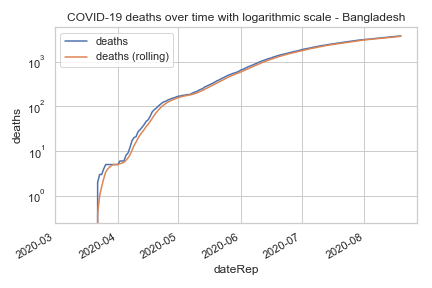 COVID-19 deaths over time with logarithmic scale - Bangladesh
deaths
deaths (rolling)
10³
10²
10¹
10⁰
deaths
2020-03
2020-04
2020-05
2020-06
2020-07
2020-08
dateRep